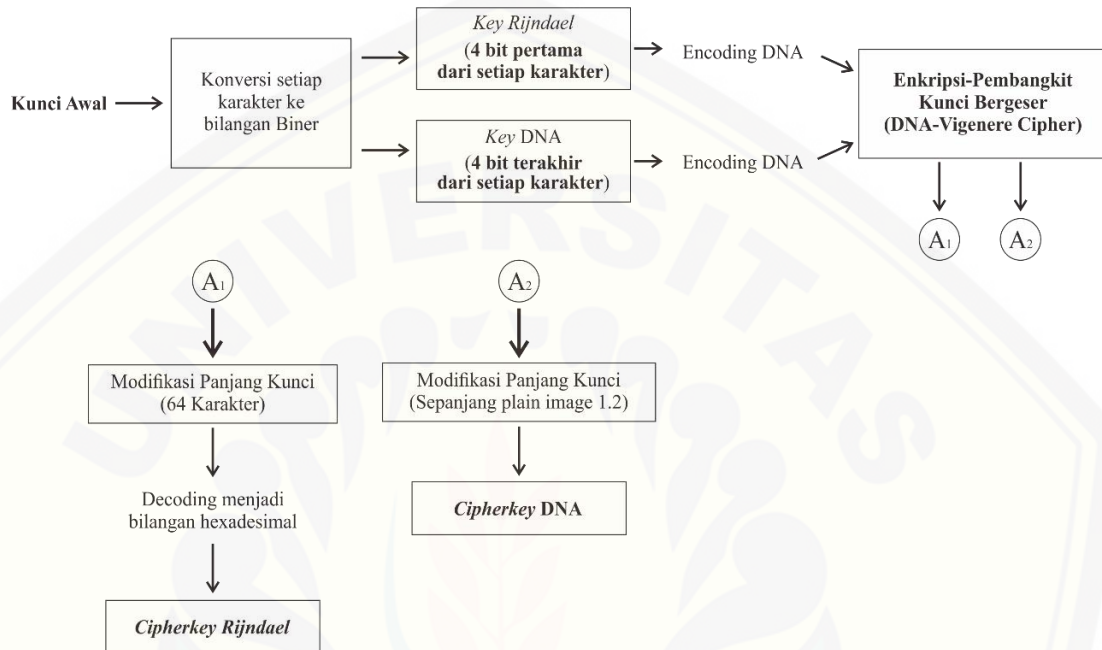 Key Rijndael
(4 bit pertama
dari setiap karakter)
Encoding DNA
Kunci Awal
Konversi setiap
karakter ke
bilangan Biner
Enkripsi-Pembangkit
Kunci Bergeser
(DNA-Vigenere Cipher)
Key DNA
(4 bit terakhir
dari setiap karakter)
Encoding DNA
A1
A2
A1
A2
Modifikasi Panjang Kunci
(64 Karakter)
Modifikasi Panjang Kunci
(Sepanjang plain image 1.2)
Decoding menjadi
bilangan hexadesimal
Cipherkey DNA
Cipherkey Rijndael
UNIVERSITAS